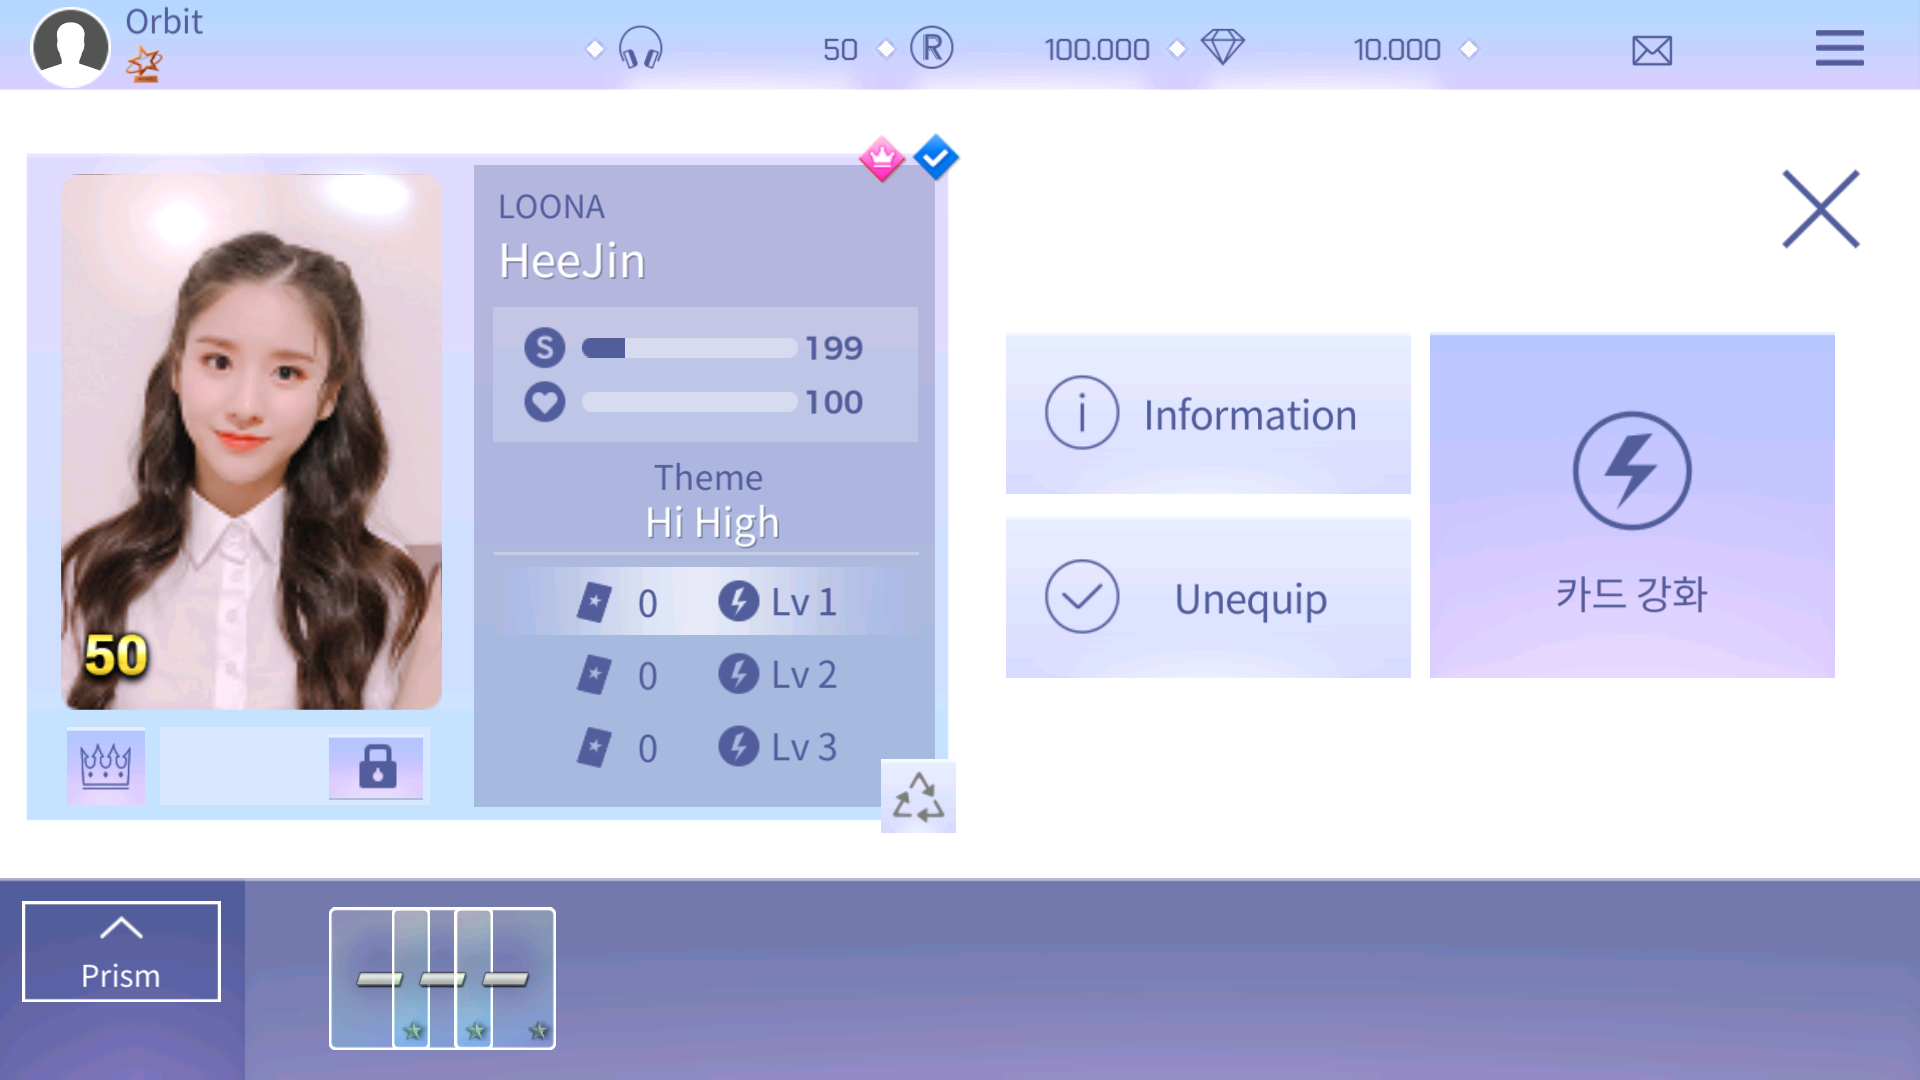 Orbit
50
100.000
10.000
LOONA
HeeJin
S 199
100
Theme
Hi High
0 Lv 1
0 Lv 2
0 Lv 3
50
Information
Unequip
카드 강화
Prism